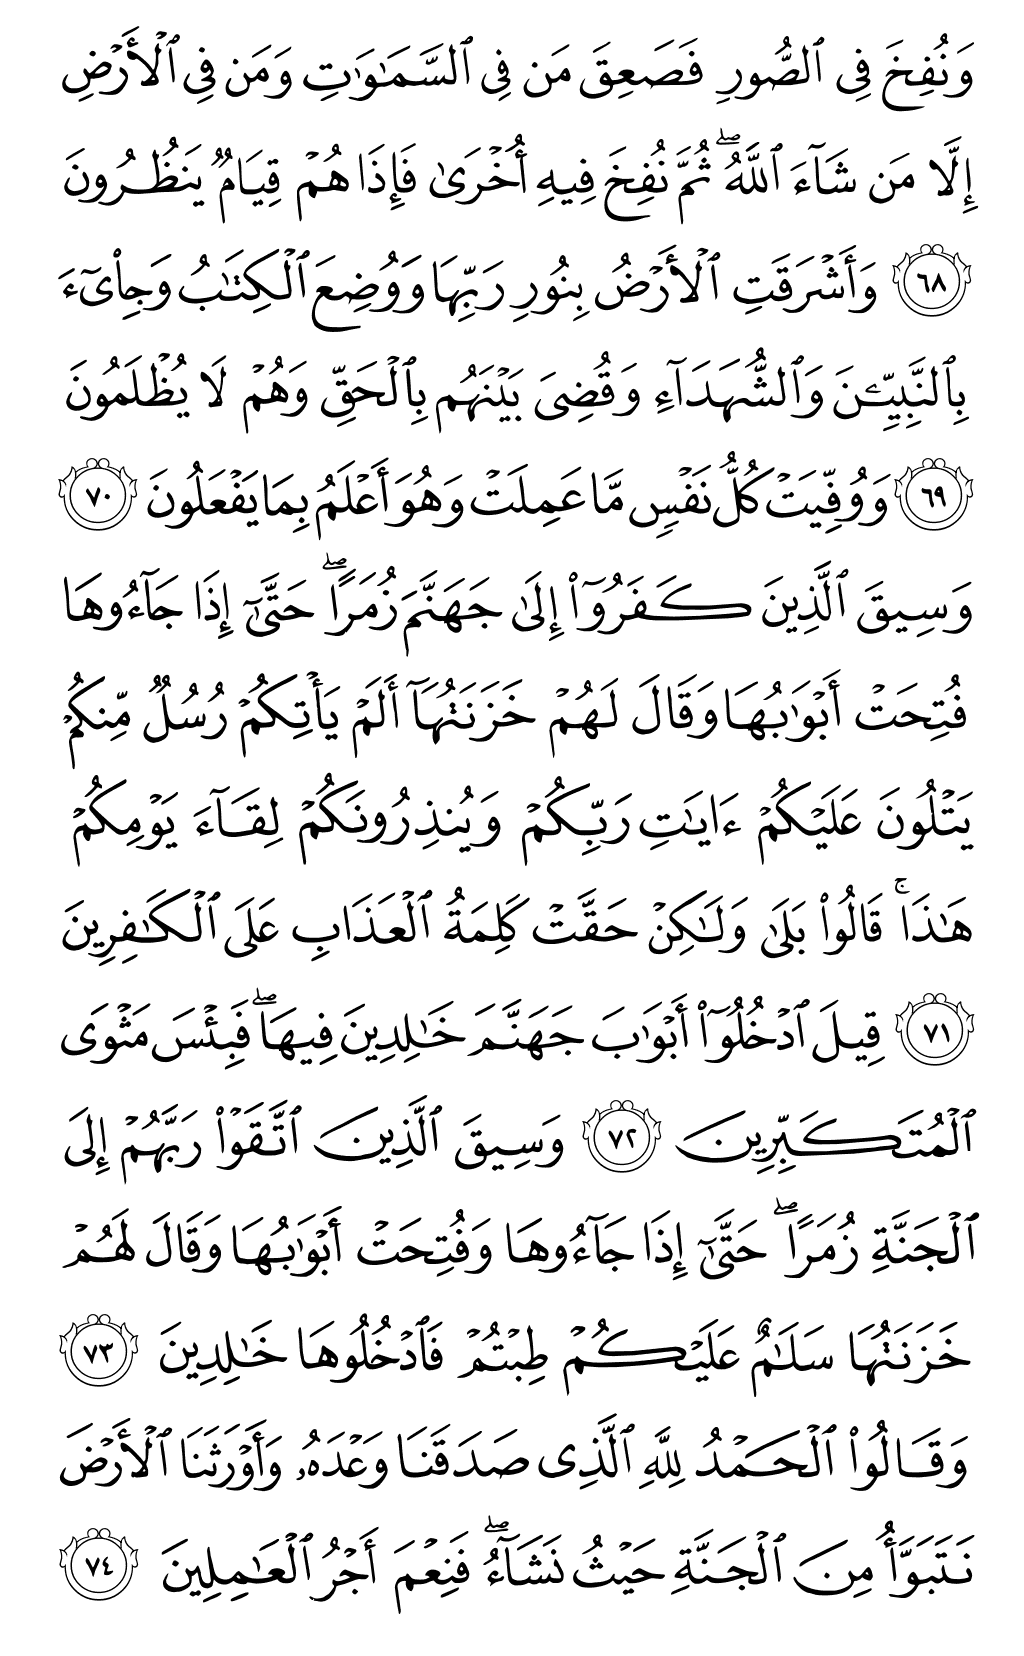 وَنُفِخَ فِى ٱلصُّورِ فَصَعِقَ مَن فِى ٱلسَّمَـٰوَٰتِ وَمَن فِى ٱلْأَرْضِ
إِلَّا مَن شَآءَ ٱللَّهُ ۖ ثُمَّ نُفِخَ فِيهِ أُخْرَىٰ فَإِذَا هُمْ قِيَامٌ يَنظُرُونَ
﴿٦٨﴾ وَأَشْرَقَتِ ٱلْأَرْضُ بِنُورِ رَبِّهَا وَوُضِعَ ٱلْكِتَـٰبُ وَجِا۟ىٓءَ
بِٱلنَّبِيِّـۧنَ وَٱلشُّهَدَآءِ وَقُضِىَ بَيْنَهُم بِٱلْحَقِّ وَهُمْ لَا يُظْلَمُونَ
﴿٦٩﴾ وَوُفِّيَتْ كُلُّ نَفْسٍ مَّا عَمِلَتْ وَهُوَ أَعْلَمُ بِمَا يَفْعَلُونَ ﴿٧٠﴾
وَسِيقَ ٱلَّذِينَ كَفَرُوٓا۟ إِلَىٰ جَهَنَّمَ زُمَرًا ۖ حَتَّىٰٓ إِذَا جَآءُوهَا
فُتِحَتْ أَبْوَٰبُهَا وَقَالَ لَهُمْ خَزَنَتُهَآ أَلَمْ يَأْتِكُمْ رُسُلٌ مِّنكُمْ
يَتْلُونَ عَلَيْكُمْ ءَايَـٰتِ رَبِّكُمْ وَيُنذِرُونَكُمْ لِقَآءَ يَوْمِكُمْ
هَـٰذَا ۚ قَالُوا۟ بَلَىٰ وَلَـٰكِنْ حَقَّتْ كَلِمَةُ ٱلْعَذَابِ عَلَى ٱلْكَـٰفِرِينَ
﴿٧١﴾ قِيلَ ٱدْخُلُوٓا۟ أَبْوَٰبَ جَهَنَّمَ خَـٰلِدِينَ فِيهَا ۖ فَبِئْسَ مَثْوَى
ٱلْمُتَكَبِّرِينَ ﴿٧٢﴾ وَسِيقَ ٱلَّذِينَ ٱتَّقَوْا۟ رَبَّهُمْ إِلَى
ٱلْجَنَّةِ زُمَرًا ۖ حَتَّىٰٓ إِذَا جَآءُوهَا وَفُتِحَتْ أَبْوَٰبُهَا وَقَالَ لَهُمْ
خَزَنَتُهَا سَلَـٰمٌ عَلَيْكُمْ طِبْتُمْ فَٱدْخُلُوهَا خَـٰلِدِينَ ﴿٧٣﴾
وَقَالُوا۟ ٱلْحَمْدُ لِلَّهِ ٱلَّذِى صَدَقَنَا وَعْدَهُۥ وَأَوْرَثَنَا ٱلْأَرْضَ
نَتَبَوَّأُ مِنَ ٱلْجَنَّةِ حَيْثُ نَشَآءُ ۖ فَنِعْمَ أَجْرُ ٱلْعَـٰمِلِينَ ﴿٧٤﴾